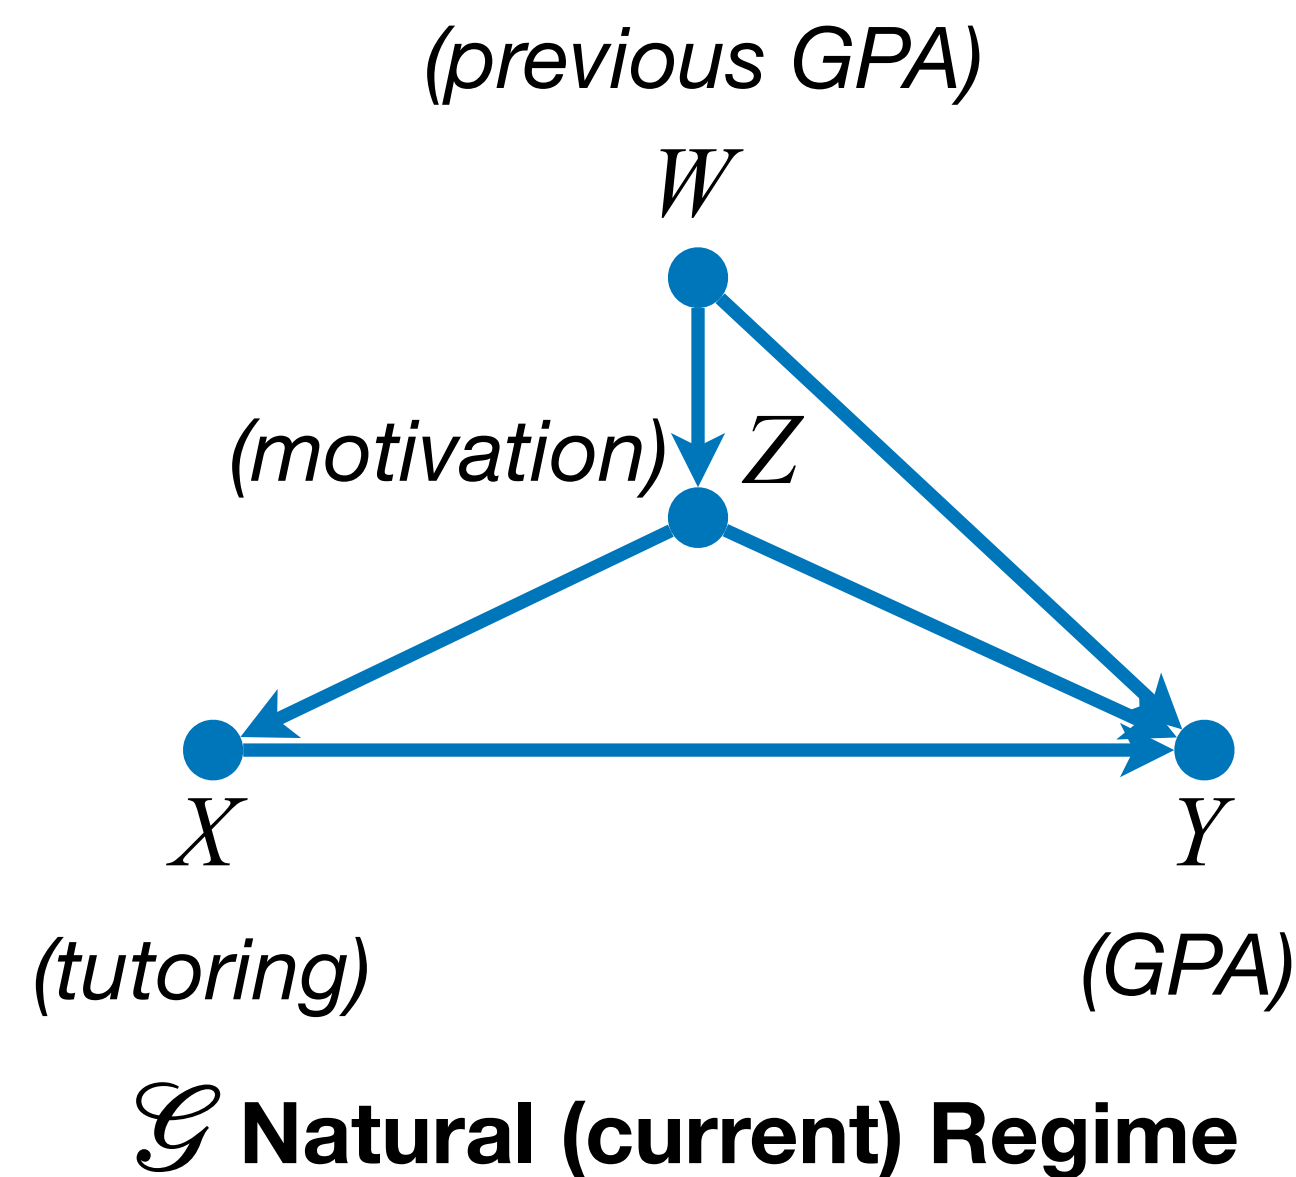 (previous GPA)
W
(motivation) Z
X
Y
(tutoring)
(GPA)
𝒢 Natural (current) Regime